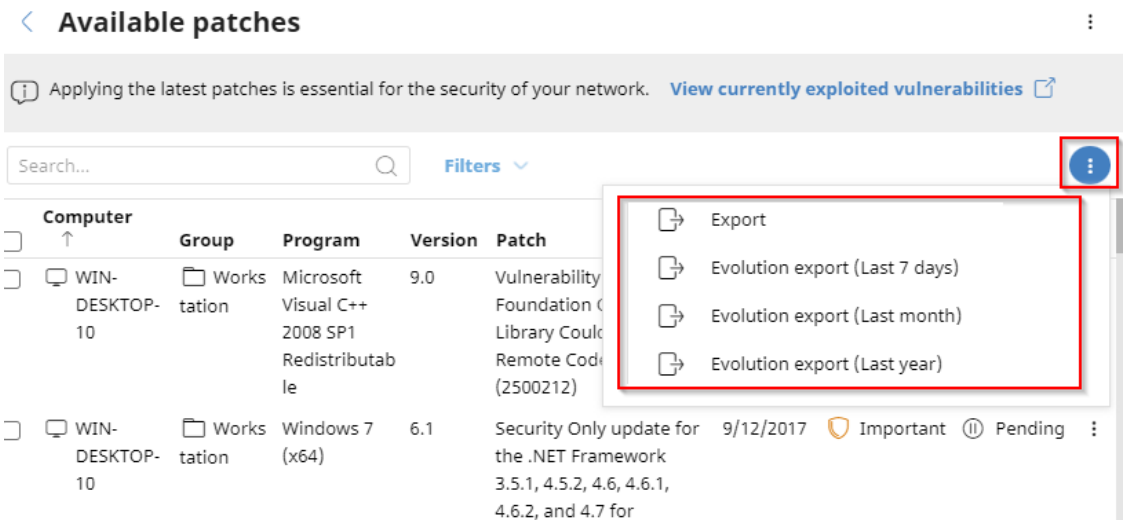 Available patches
Applying the latest patches is essential for the security of your network. View currently exploited vulnerabilities
Search...
Filters
Export
Evolution export (Last 7 days)
Evolution export (Last month)
Evolution export (Last year)
Computer
Group Program Version Patch
WIN- Works Microsoft 9.0 Vulnerability
DESKTOP- tation Visual C++ Foundation
10 2008 SP1 Library
Redistributab Remote
le (2500212)
WIN- Works Windows 7 6.1 Security Only update for 9/12/2017 Important Pending
DESKTOP- tation (x64) the .NET Framework
10 3.5.1, 4.5.2, 4.6, 4.6.1,
4.6.2, and 4.7 for